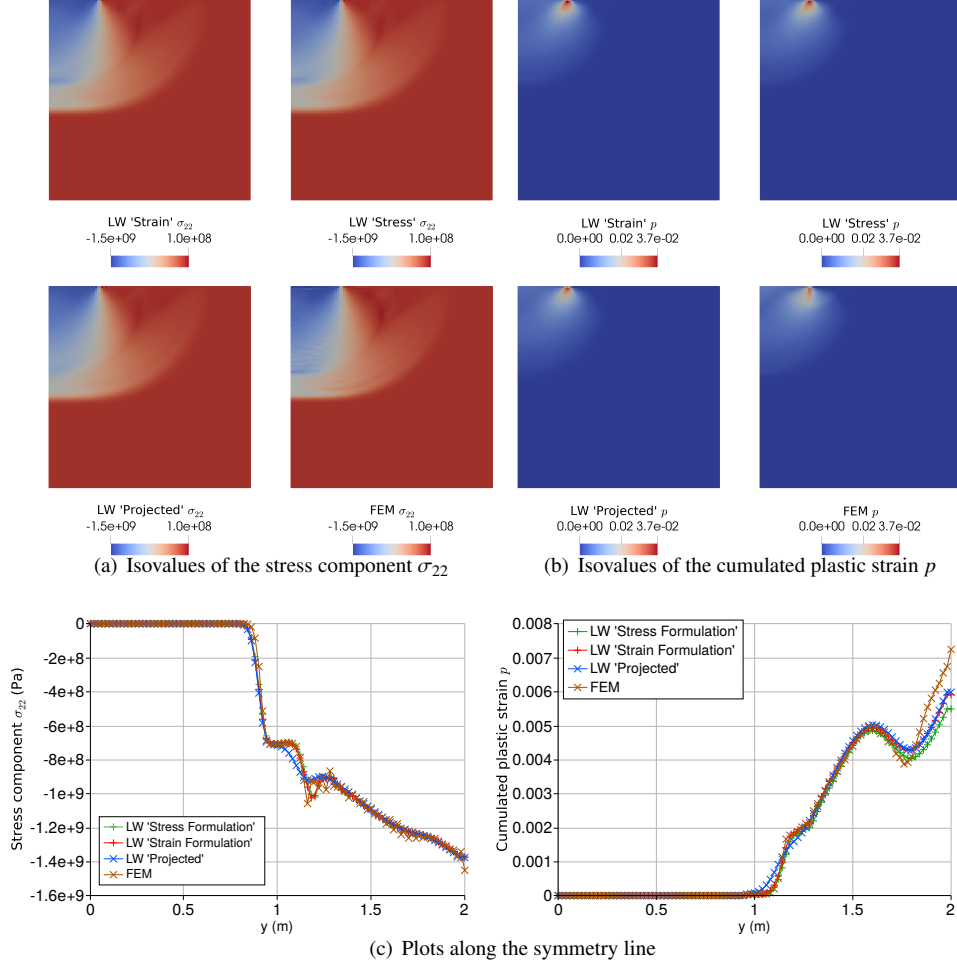 LW 'Strain' σ22
-1.5e+09 1.0e+08
LW 'Stress' σ22
-1.5e+09 1.0e+08
LW 'Strain' p
0.0e+00 0.02 3.7e-02
LW 'Stress' p
0.0e+00 0.02 3.7e-02
LW 'Projected' σ22
-1.5e+09 1.0e+08
FEM σ22
-1.5e+09 1.0e+08
LW 'Projected' p
0.0e+00 0.02 3.7e-02
FEM p
0.0e+00 0.02 3.7e-02
(a) Isovalues of the stress component σ22
(b) Isovalues of the cumulated plastic strain p
Stress component σ22 (Pa)
0
-2e+8
-4e+8
-6e+8
-8e+8
-1e+9
-1.2e+9
-1.4e+9
-1.6e+9
LW 'Stress Formulation'
LW 'Strain Formulation'
LW 'Projected'
FEM
0 0.5 1 1.5 2
y (m)
Cumulated plastic strain p
0.008
0.007
0.006
0.005
0.004
0.003
0.002
0.001
0
LW 'Stress Formulation'
LW 'Strain Formulation'
LW 'Projected'
FEM
0 0.5 1 1.5 2
y (m)
(c) Plots along the symmetry line